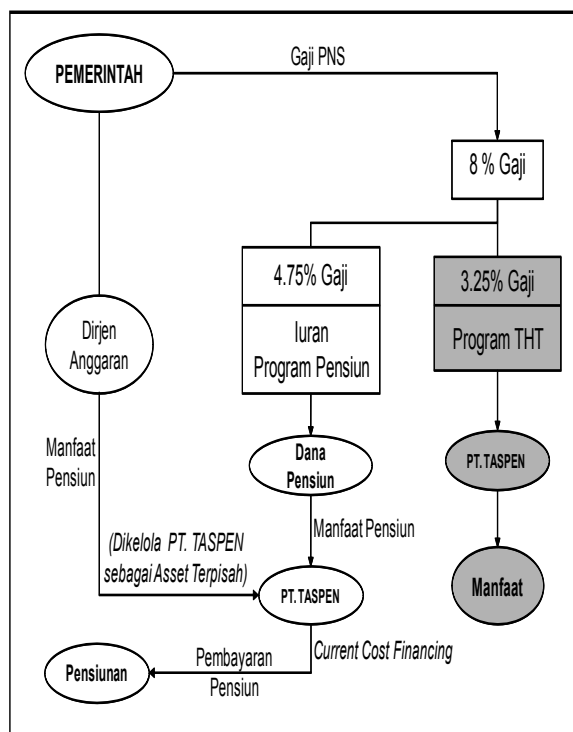 Gaji PNS
PEMERINTAH
8 % Gaji
4.75% Gaji
3.25% Gaji
Iuran
Program Pensiun
Program THT
Dirjen
Anggaran
Manfaat
Pensiun
Dana
Pensiun
PT. TASPEN
Manfaat Pensiun
(Dikelola PT. TASPEN
sebagai Asset Terpisah)
PT. TASPEN
Manfaat
Current Cost Financing
Pensiunan
Pembayaran
Pensiun